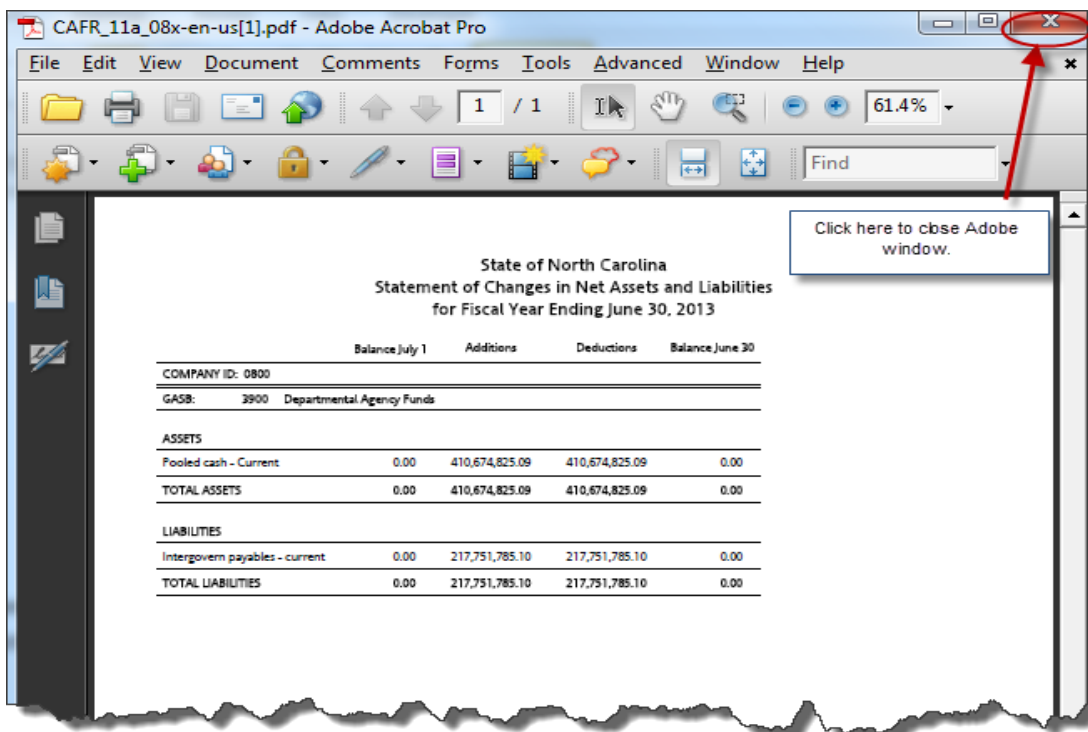 CAFR_11a_08x-en-us[1].pdf - Adobe Acrobat Pro
File Edit View Document Comments Forms Tools Advanced Window Help
1 / 1 61.4%
Find
Click here to close Adobe
window.
State of North Carolina
Statement of Changes in Net Assets and Liabilities
for Fiscal Year Ending June 30, 2013
Balance July 1 Additions Deductions Balance June 30
COMPANY ID: 0800
GASB: 3900 Departmental Agency Funds
ASSETS
Pooled cash - Current 0.00 410,674,825.09 410,674,825.09 0.00
TOTAL ASSETS 0.00 410,674,825.09 410,674,825.09 0.00
LIABILITIES
Intergovern payables - current 0.00 217,751,785.10 217,751,785.10 0.00
TOTAL LIABILITIES 0.00 217,751,785.10 217,751,785.10 0.00